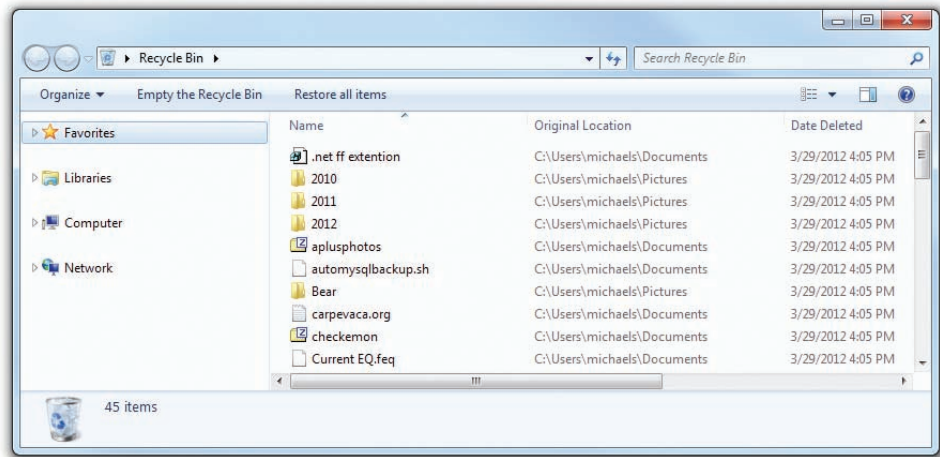 Recycle Bin
Search Recycle Bin
Organize Empty the Recycle Bin Restore all items
Favorites
Libraries
Computer
Network
Name Original Location Date Deleted
.net ff extention C:\Users\michaels\Documents 3/29/2012 4:05 PM
2010 C:\Users\michaels\Pictures 3/29/2012 4:05 PM
2011 C:\Users\michaels\Pictures 3/29/2012 4:05 PM
2012 C:\Users\michaels\Pictures 3/29/2012 4:05 PM
aplusphotos C:\Users\michaels\Documents 3/29/2012 4:05 PM
automysqlbackup.sh C:\Users\michaels\Documents 3/29/2012 4:05 PM
Bear C:\Users\michaels\Pictures 3/29/2012 4:05 PM
carpevaca.org C:\Users\michaels\Documents 3/29/2012 4:05 PM
checkemon C:\Users\michaels\Documents 3/29/2012 4:05 PM
Current EQ.feq C:\Users\michaels\Documents 3/29/2012 4:05 PM
45 items